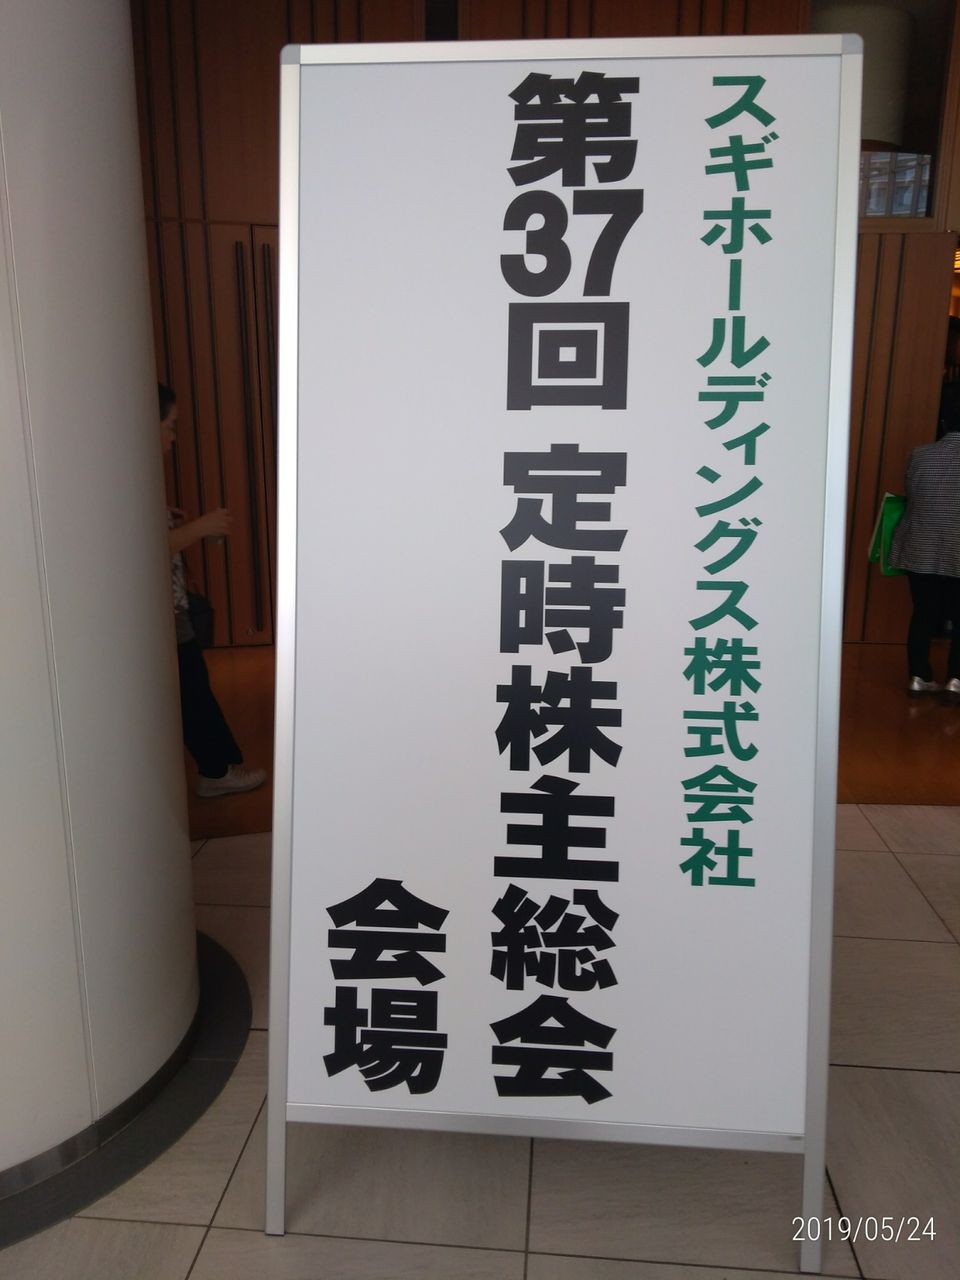 スギホールディングス株式会社
第37回 定時株主総会
会場
2019/05/24